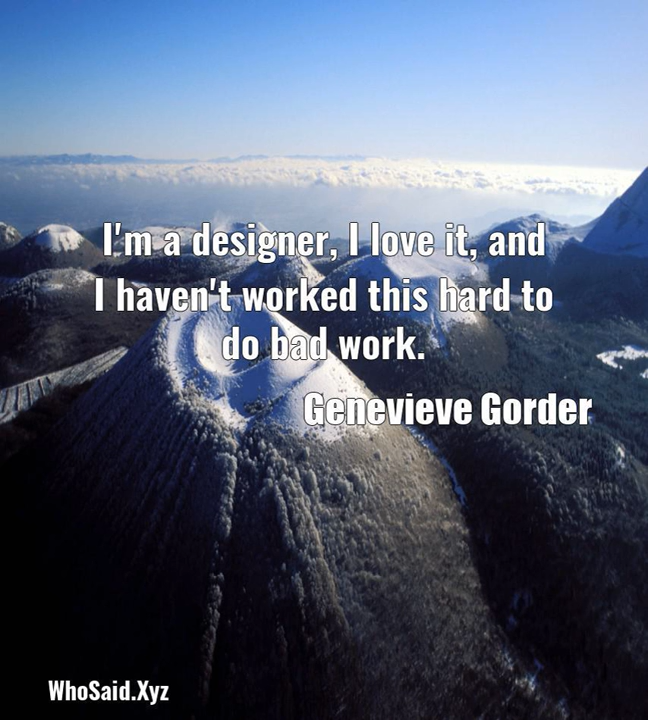 I'm a designer, I love it, and
I haven't worked this hard to
do bad work.
Genevieve Gorder
WhoSaid.Xyz